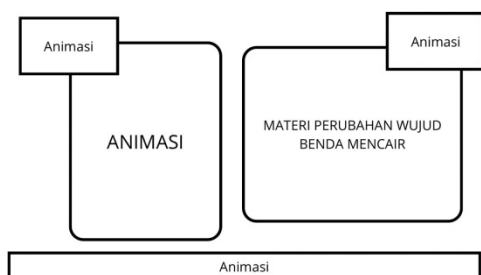 Animasi
Animasi
ANIMASI
MATERI PERUBAHAN WUJUD
BENDA MENCAIR
Animasi